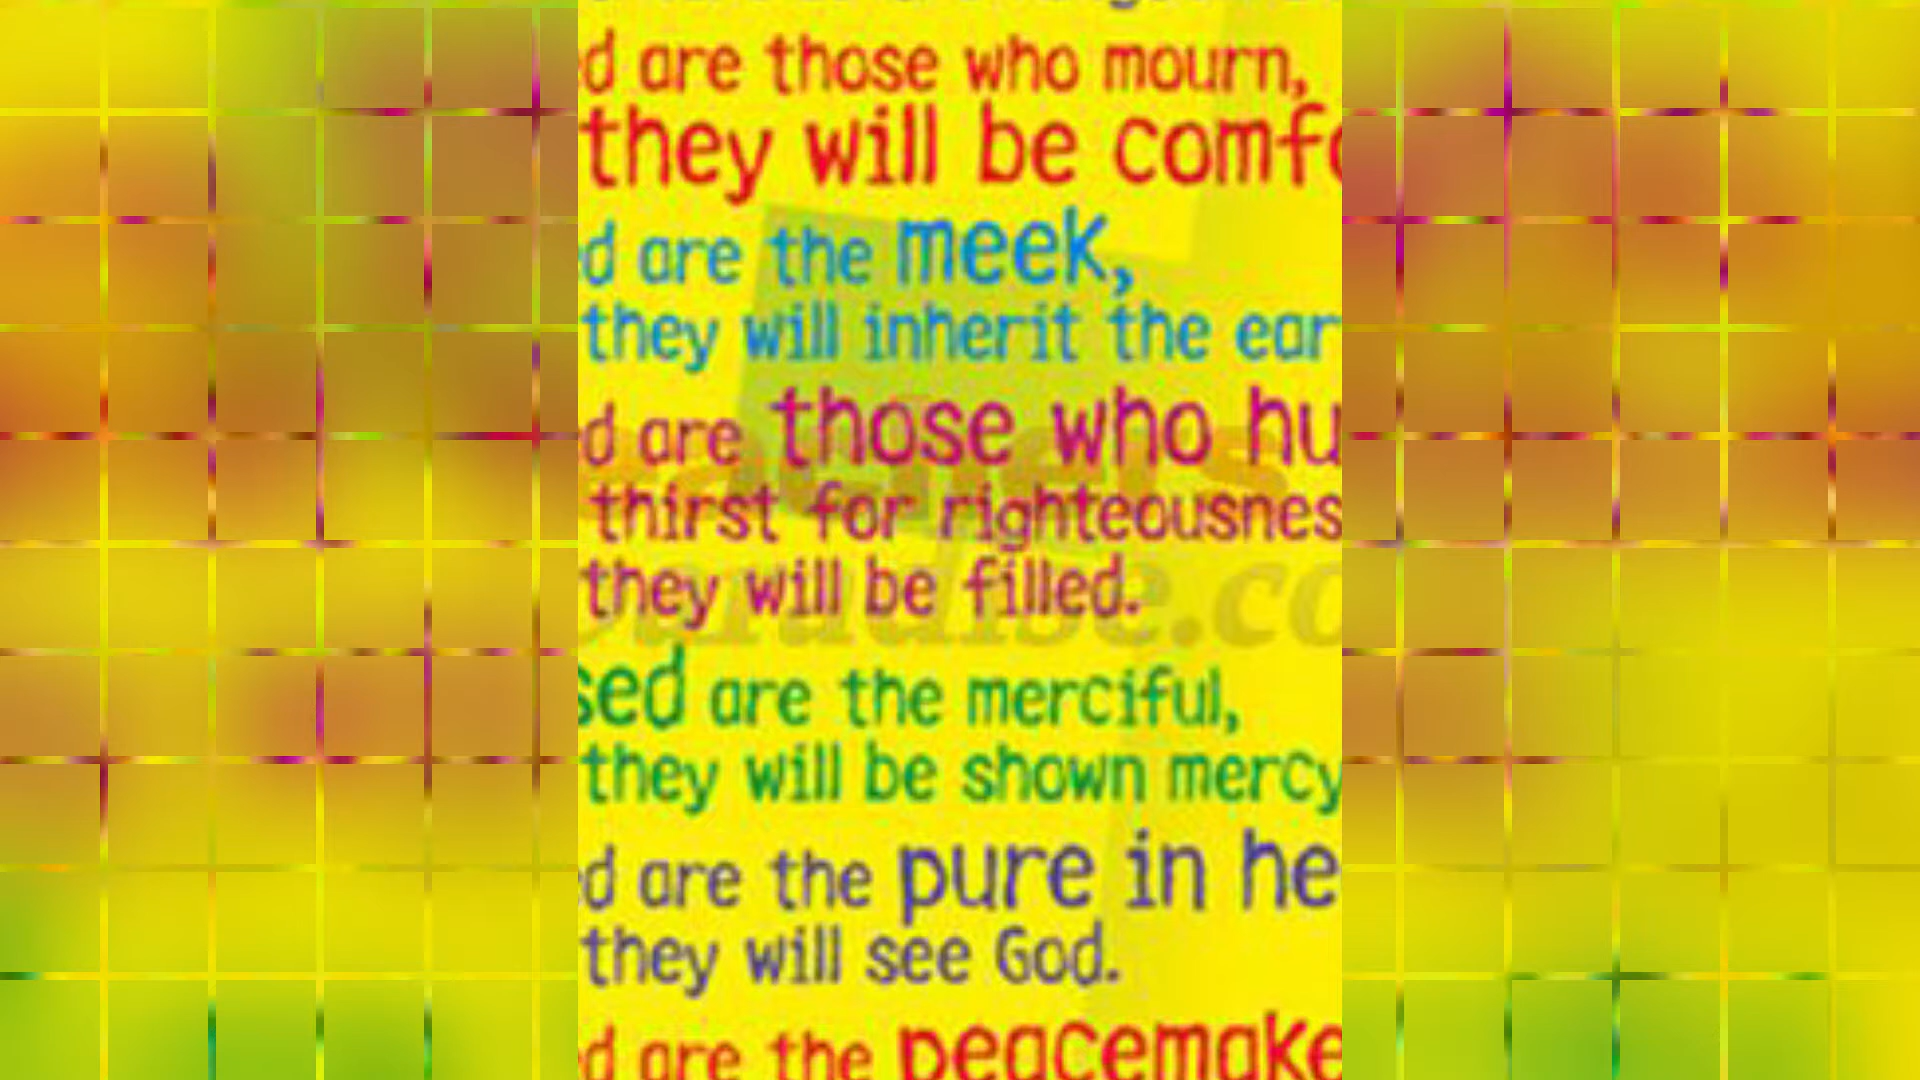 d are those who mourn,
they will be comfo
d are the meek,
they will inherit the ear
d are those who hu
thirst for righteousnes
they will be filled.
sed are the merciful,
they will be shown mercy
d are the pure in he
they will see God.
d are the peacemake